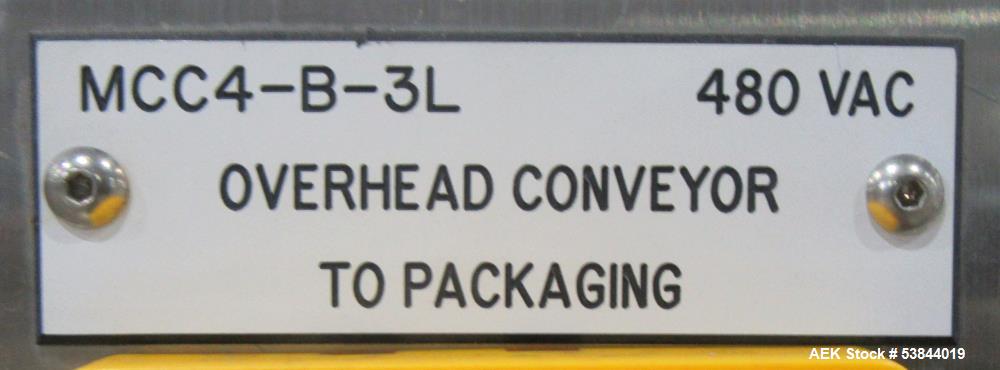 MCC4-B-3L 480 VAC
OVERHEAD CONVEYOR
TO PACKAGING
AEK Stock # 53844019